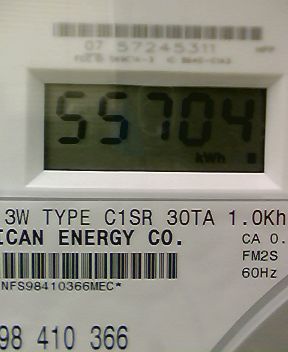 07 57245311
55704
kWh
3W TYPE C1SR 30TA 1.0Kh
ICAN ENERGY CO.
CA 0.
FM2S
60Hz
NFS98410366MEC*
98 410 366